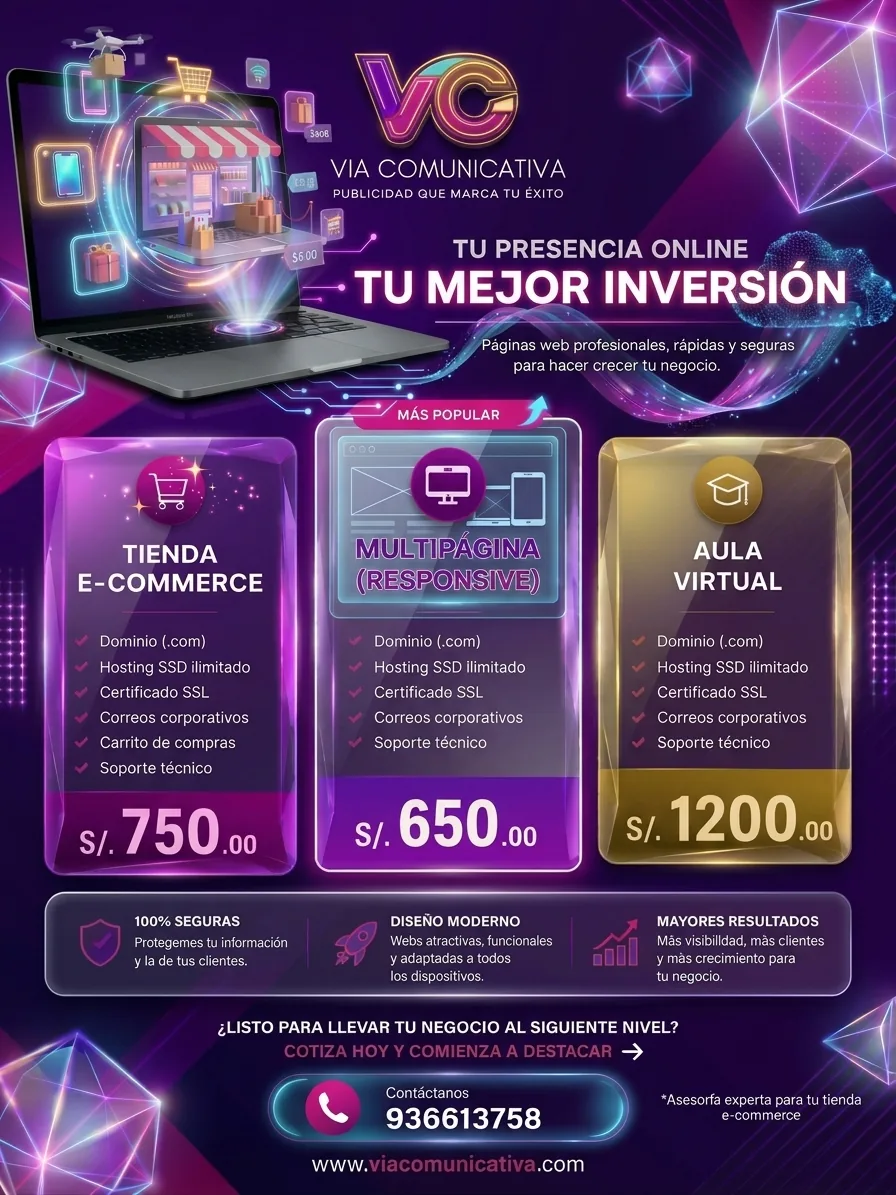 VC
VIA COMUNICATIVA
PUBLICIDAD QUE MARCA TU ÉXITO
TU PRESENCIA ONLINE
TU MEJOR INVERSIÓN
Páginas web profesionales, rápidas y seguras
para hacer crecer tu negocio.
TIENDA
E-COMMERCE
Dominio (.com)
Hosting SSD ilimitado
Certificado SSL
Correos corporativos
Carrito de compras
Soporte técnico
S/. 750.00
MÁS POPULAR
MULTIPÁGINA
(RESPONSIVE)
Dominio (.com)
Hosting SSD ilimitado
Certificado SSL
Correos corporativos
Soporte técnico
S/. 650.00
AULA
VIRTUAL
Dominio (.com)
Hosting SSD ilimitado
Certificado SSL
Correos corporativos
Soporte técnico
S/. 1200.00
100% SEGURAS
Protegemes tu información
y la de tus clientes.
DISEÑO MODERNO
Webs atractivas, funcionales
y adaptadas a todos
los dispositivos.
MAYORES RESULTADOS
Màs visibilldad, màs clientes
y màs crecimiento para
tu negocio.
¿LISTO PARA LLEVAR TU NEGOCIO AL SIGUIENTE NIVEL?
COTIZA HOY Y COMIENZA A DESTACAR →
Contáctanos
936613758
*Asesorfa experta para tu tienda
e-commerce
www.viacomunicativa.com